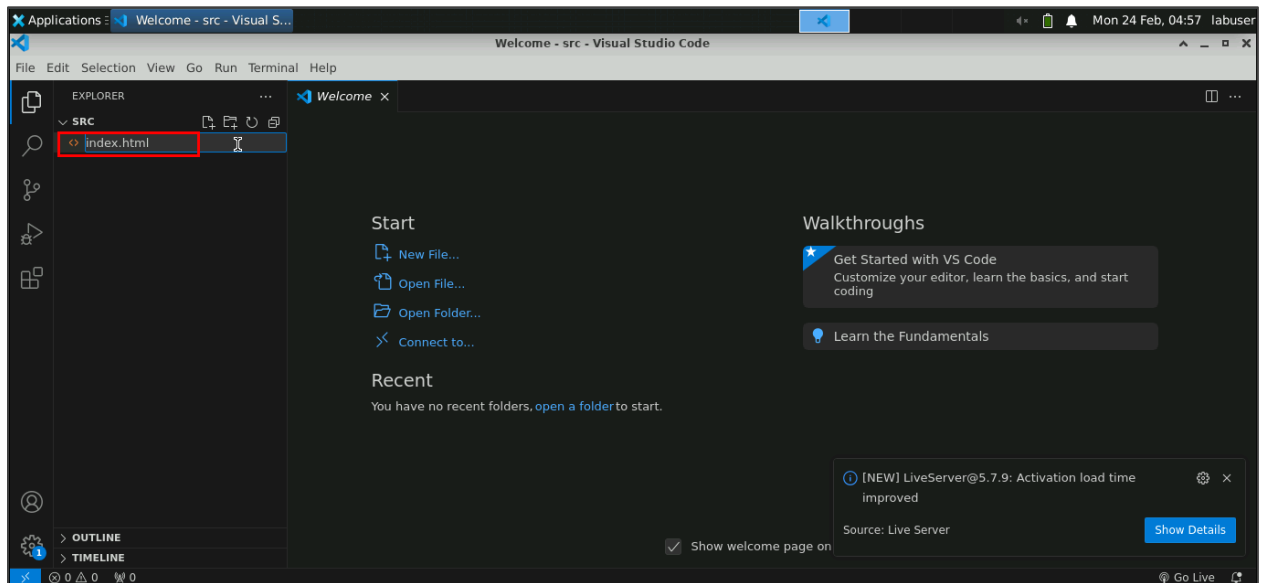 Applications Welcome - src - Visual S... Mon 24 Feb, 04:57 labuser
Welcome - src - Visual Studio Code
File Edit Selection View Go Run Terminal Help
EXPLORER
Welcome
SRC
index.html
Start
New File...
Open File...
Open Folder...
Connect to...
Recent
You have no recent folders, open a folder to start.
Walkthroughs
Get Started with VS Code
Customize your editor, learn the basics, and start
coding
Learn the Fundamentals
[NEW] LiveServer@5.7.9: Activation load time
improved
Source: Live Server
Show Details
Show welcome page on
OUTLINE
1
TIMELINE
0 0 0
Go Live